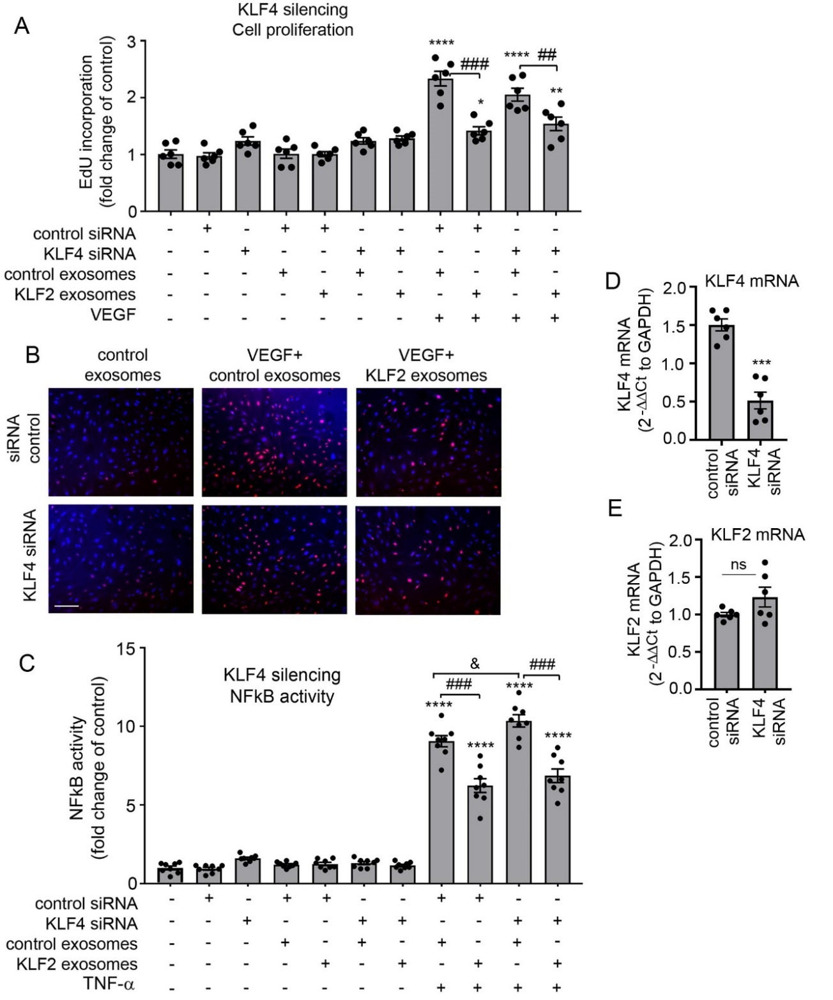 A
KLF4 silencing
Cell proliferation
EdU incorporation
(fold change of control)
3
2
1
0
****
###
*
****
##
**
control siRNA - + - + + - - + + - -
KLF4 siRNA - - + - - + + - - + +
control exosomes - - - + - + - + - + -
KLF2 exosomes - - - - + - + - + - +
VEGF - - - - - - - + + + +
B
control
exosomes
VEGF+
control exosomes
VEGF+
KLF2 exosomes
siRNA
control
KLF4 siRNA
C
KLF4 silencing
NFkB activity
NFkB activity
(fold change of control)
15
10
5
0
****
###
****
&
****
###
****
control siRNA - + - + + - - + + - -
KLF4 siRNA - - + - - + + - - + +
control exosomes - - - + - + - + - + -
KLF2 exosomes - - - - + - + - + - +
TNF-α - - - - - - - + + + +
D
KLF4 mRNA
KLF4 mRNA
(2-ΔΔCt to GAPDH)
2.0
1.5
1.0
0.5
0.0
***
control
siRNA
KLF4
siRNA
E
KLF2 mRNA
KLF2 mRNA
(2-ΔΔCt to GAPDH)
2.0
1.5
1.0
0.5
0.0
ns
control
siRNA
KLF4
siRNA